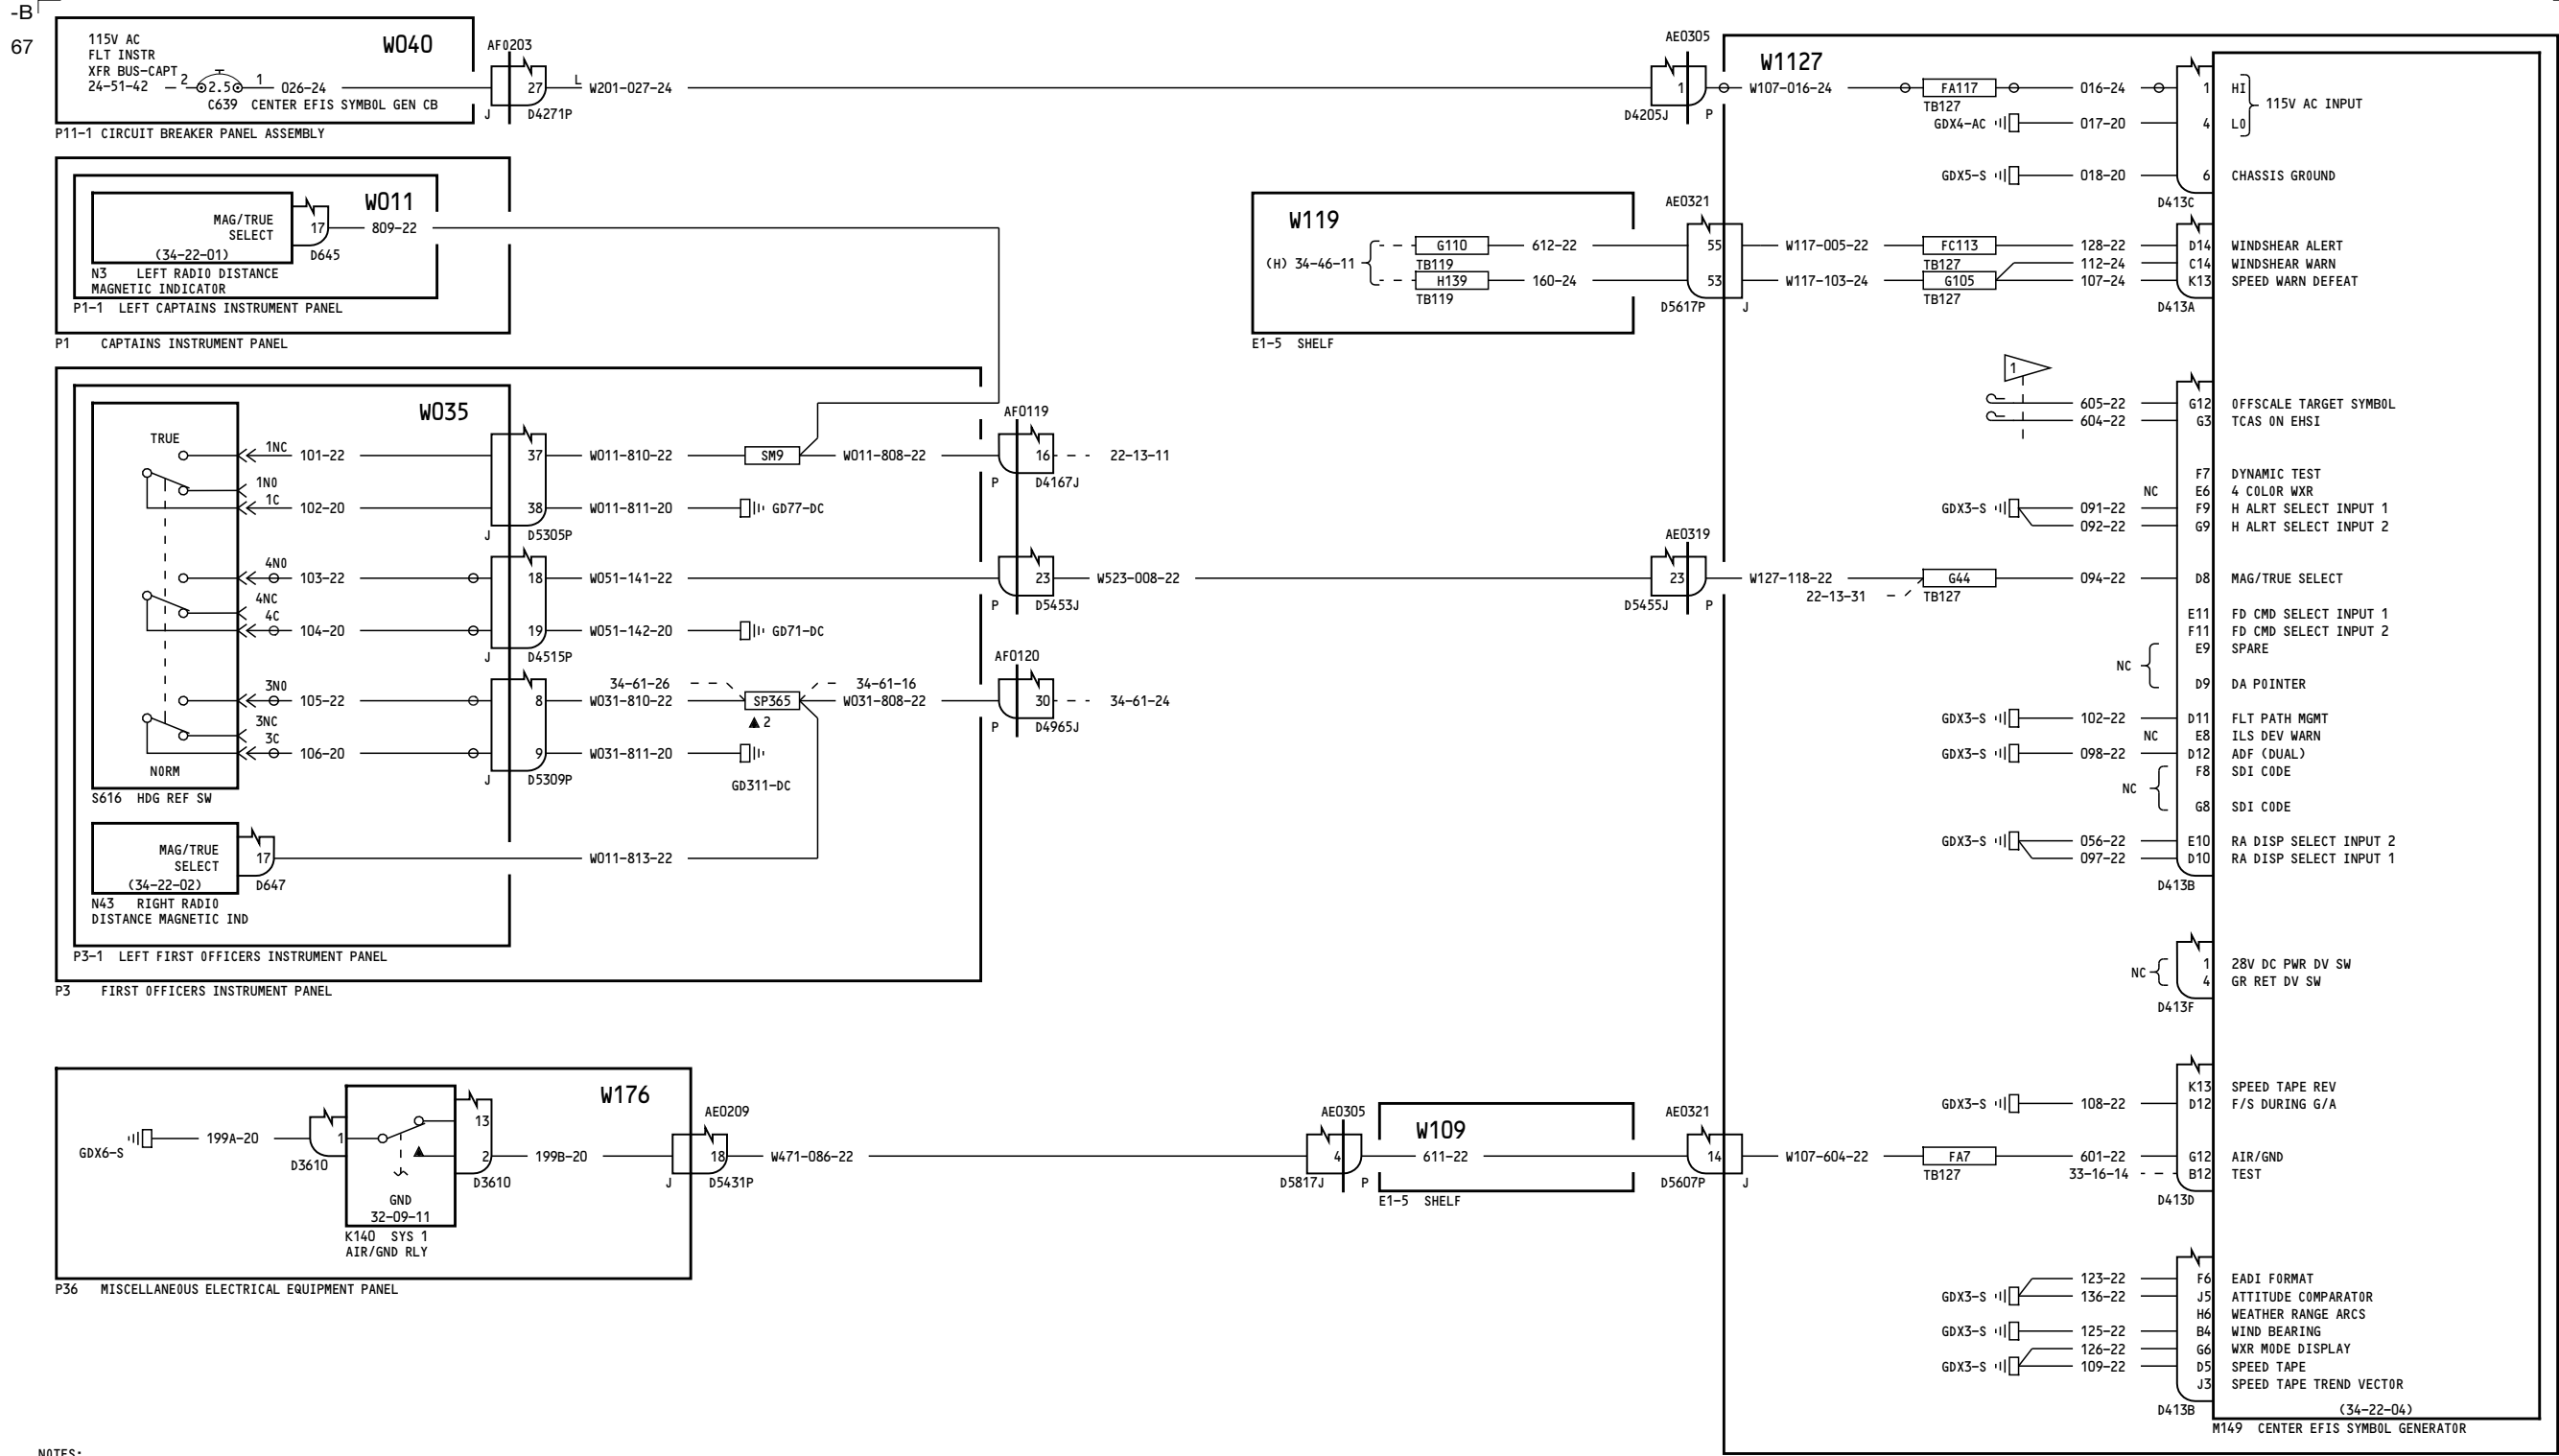 -B
67
115V AC
FLT INSTR
XFR BUS-CAPT
24-51-42
2 2.5 1 026-24
C639 CENTER EFIS SYMBOL GEN CB
W040
P11-1 CIRCUIT BREAKER PANEL ASSEMBLY
AF0203
27
J D4271P
L W201-027-24
AE0305
1
D4205J P
W1127
W107-016-24
FA117
TB127
016-24
1 HI
115V AC INPUT
GDX4-AC 017-20 4 LO
GDX5-S 018-20 6 CHASSIS GROUND
D413C
W011
MAG/TRUE
SELECT
(34-22-01)
17 809-22
D645
N3 LEFT RADIO DISTANCE
MAGNETIC INDICATOR
P1-1 LEFT CAPTAINS INSTRUMENT PANEL
P1 CAPTAINS INSTRUMENT PANEL
W119
(H) 34-46-11
G110 612-22
TB119
H139 160-24
TB119
E1-5 SHELF
AE0321
55
53
D5617P J
W117-005-22 FC113 128-22 D14 WINDSHEAR ALERT
TB127 112-24 C14 WINDSHEAR WARN
W117-103-24 G105 107-24 K13 SPEED WARN DEFEAT
TB127
D413A
W035
TRUE
1NC 101-22
1NO
1C 102-20
37 W011-810-22 SM9 W011-808-22
38 W011-811-20 GD77-DC
J D5305P
AF0119
16 22-13-11
P D4167J
4NO 103-22
4NC
4C 104-20
18 W051-141-22
19 W051-142-20 GD71-DC
J D4515P
23 W523-008-22
P D5453J
AE0319
23
D5455J P
W127-118-22 G44 094-22 D8 MAG/TRUE SELECT
22-13-31 TB127
3NO 105-22
3NC
3C 106-20
NORM
8 W031-810-22 SP365 W031-808-22
34-61-26 34-61-16
2
9 W031-811-20
GD311-DC
J D5309P
AF0120
30 34-61-24
P D4965J
S616 HDG REF SW
MAG/TRUE
SELECT
(34-22-02)
17 W011-813-22
D647
N43 RIGHT RADIO
DISTANCE MAGNETIC IND
P3-1 LEFT FIRST OFFICERS INSTRUMENT PANEL
P3 FIRST OFFICERS INSTRUMENT PANEL
1
605-22 G12 OFFSCALE TARGET SYMBOL
604-22 G3 TCAS ON EHSI
F7 DYNAMIC TEST
NC E6 4 COLOR WXR
GDX3-S 091-22 F9 H ALRT SELECT INPUT 1
092-22 G9 H ALRT SELECT INPUT 2
E11 FD CMD SELECT INPUT 1
F11 FD CMD SELECT INPUT 2
E9 SPARE
NC
D9 DA POINTER
GDX3-S 102-22 D11 FLT PATH MGMT
NC E8 ILS DEV WARN
GDX3-S 098-22 D12 ADF (DUAL)
F8 SDI CODE
NC
G8 SDI CODE
GDX3-S 056-22 E10 RA DISP SELECT INPUT 2
097-22 D10 RA DISP SELECT INPUT 1
D413B
NC
1 28V DC PWR DV SW
4 GR RET DV SW
D413F
W176
GDX6-S 199A-20 1
D3610
13
2 199B-20
D3610
GND
32-09-11
K140 SYS 1
AIR/GND RLY
P36 MISCELLANEOUS ELECTRICAL EQUIPMENT PANEL
AE0209
18 W471-086-22
J D5431P
AE0305
4
D5817J P
W109
611-22
E1-5 SHELF
AE0321
14
D5607P J
W107-604-22 FA7
TB127
K13 SPEED TAPE REV
GDX3-S 108-22 D12 F/S DURING G/A
601-22 G12 AIR/GND
33-16-14 B12 TEST
D413D
123-22 F6 EADI FORMAT
GDX3-S 136-22 J5 ATTITUDE COMPARATOR
H6 WEATHER RANGE ARCS
GDX3-S 125-22 B4 WIND BEARING
126-22 G6 WXR MODE DISPLAY
GDX3-S 109-22 D5 SPEED TAPE
J3 SPEED TAPE TREND VECTOR
D413B
(34-22-04)
M149 CENTER EFIS SYMBOL GENERATOR
NOTES: